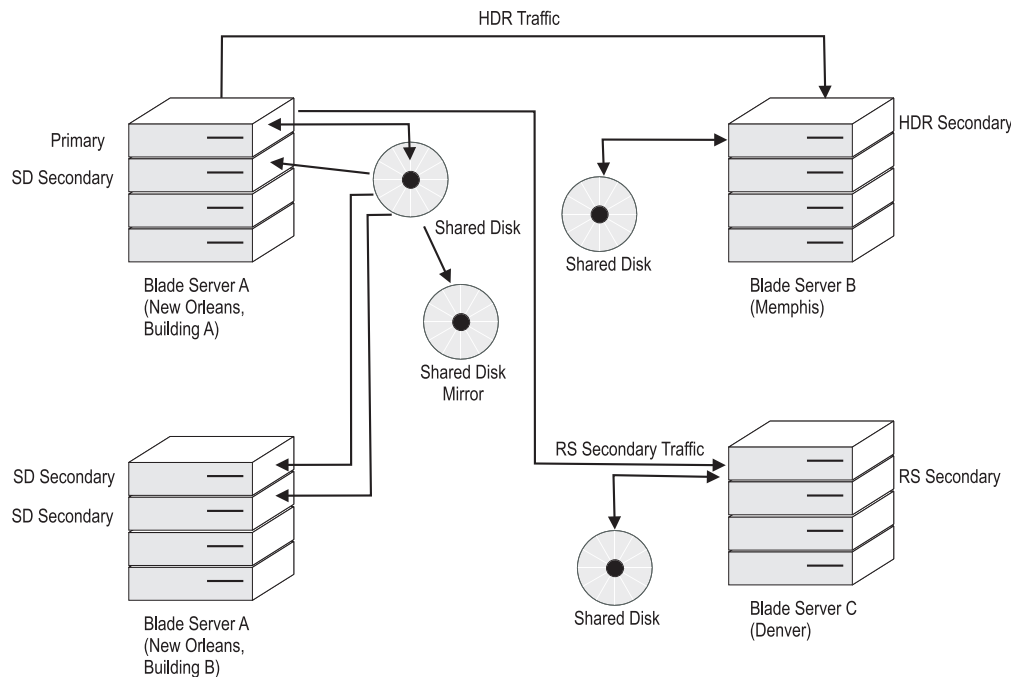 HDR Traffic
Primary
SD Secondary
HDR Secondary
Shared Disk
Shared Disk
Blade Server A
(New Orleans,
Building A)
Blade Server B
(Memphis)
Shared Disk
Mirror
SD Secondary
SD Secondary
RS Secondary Traffic
RS Secondary
Shared Disk
Blade Server A
(New Orleans,
Building B)
Blade Server C
(Denver)